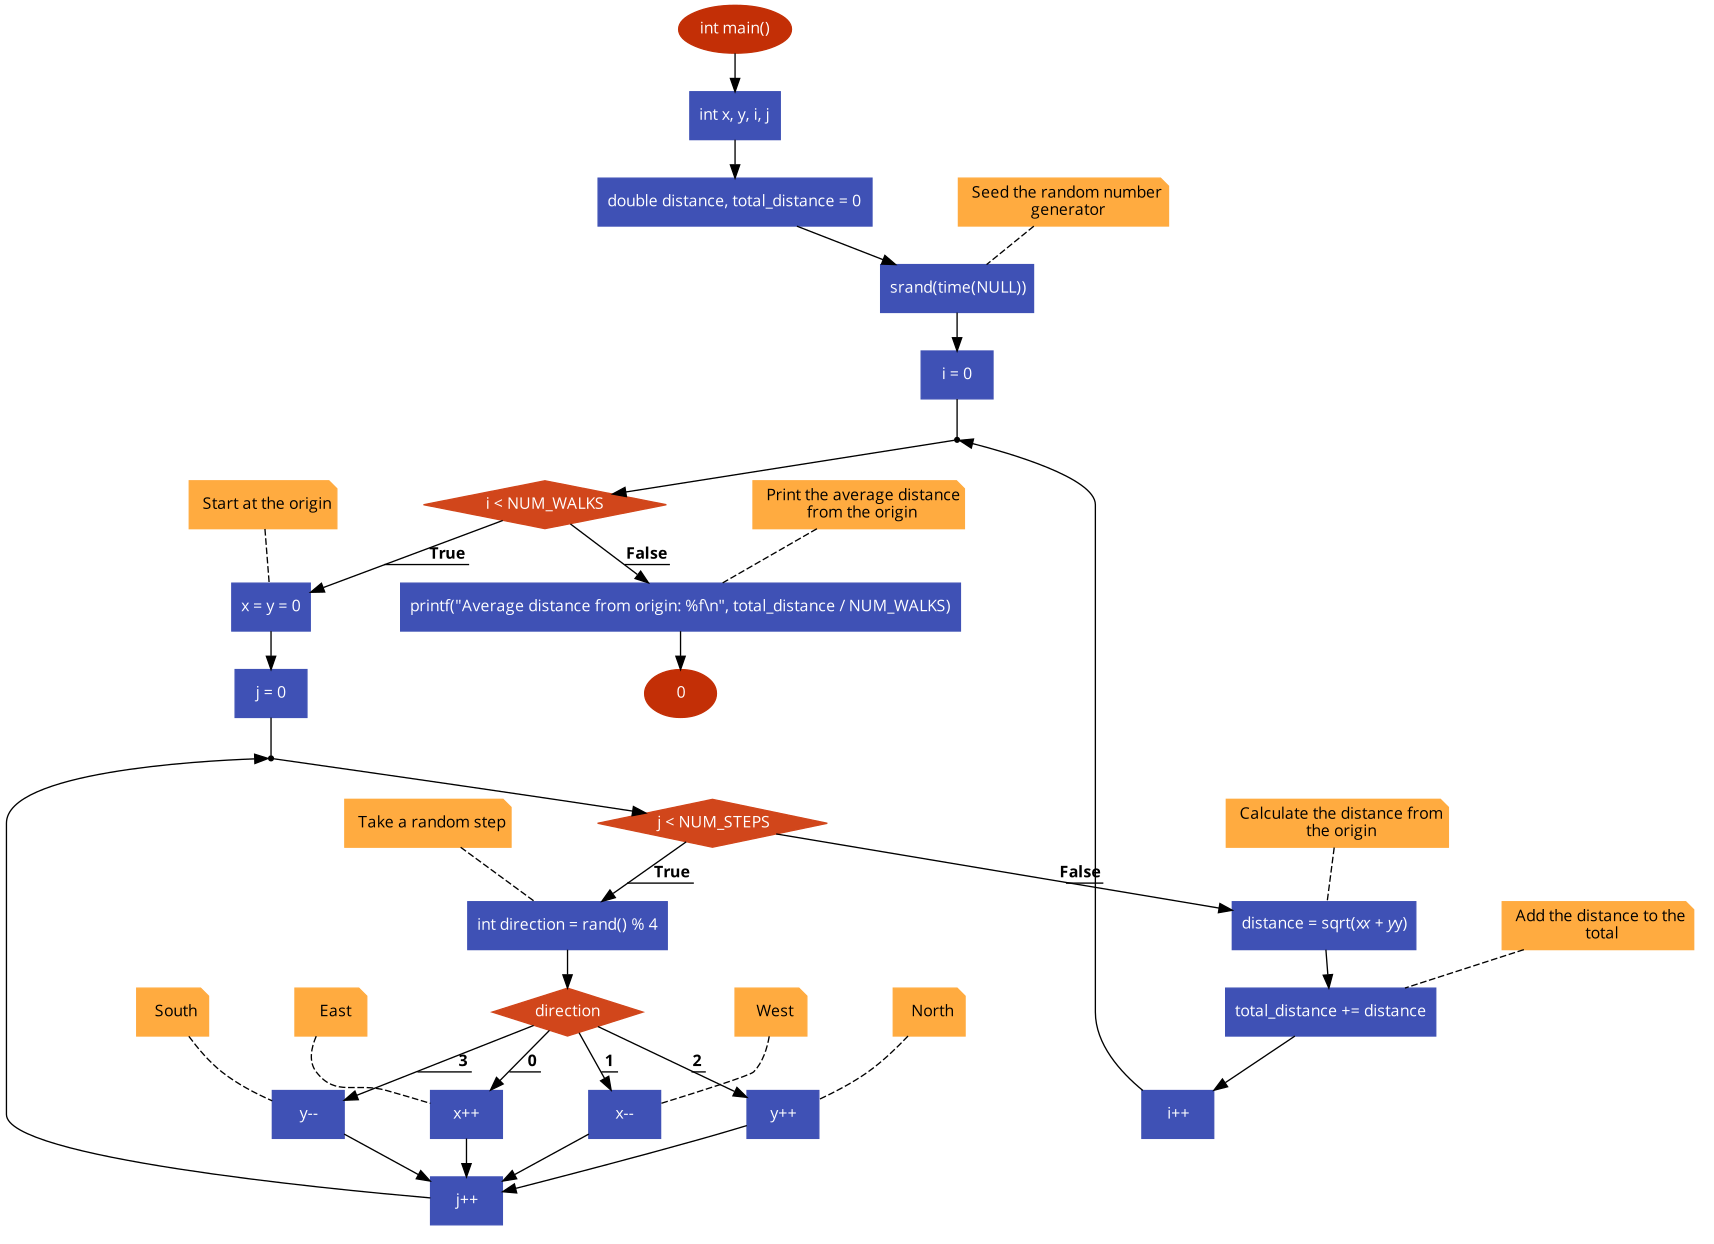 int main()
int x, y, i, j
double distance, total_distance = 0
Seed the random number
generator
srand(time(NULL))
i = 0
Start at the origin
i < NUM_WALKS
Print the average distance
from the origin
True
False
x = y = 0
printf("Average distance from origin: %f\n", total_distance / NUM_WALKS)
j = 0
0
Take a random step
j < NUM_STEPS
Calculate the distance from
the origin
True
False
int direction = rand() % 4
distance = sqrt(xx + yy)
Add the distance to the
total
South
East
direction
West
North
total_distance += distance
3
0
1
2
y--
x++
x--
y++
i++
j++